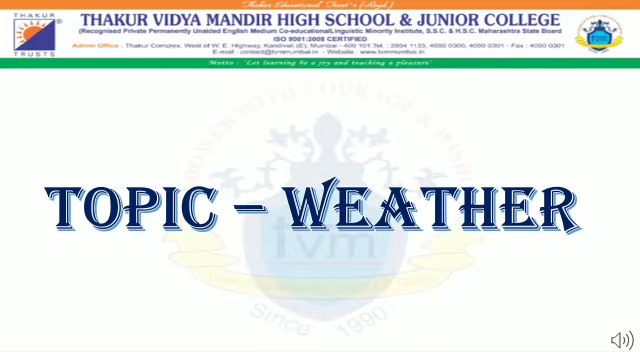 Thakur Educational Trust's (Regd.)
THAKUR VIDYA MANDIR HIGH SCHOOL & JUNIOR COLLEGE
(Recognised Private Permanently Unaided English Medium Co-educationalLinguistic Minority Institute, S.S.C. & H.S.C. Maharashtra State Board
ISO 9001:2008 CERTIFIED
Admin Office : Thakur Complex, West of W. E. Highway, Kandivali (E), Mumbai - 400 101.Tel. : 2854 1133, 4050 0300, 4050 0301 - Fax : 4050 0301
E-mail : contact@tvmmumbai.in - Website : www.tvmmumbai.in
THAKUR
TRUSTS
Motto : 'Let learning be a joy and teaching a pleasure'
TOPIC – WEATHER
tvm
Since 1990